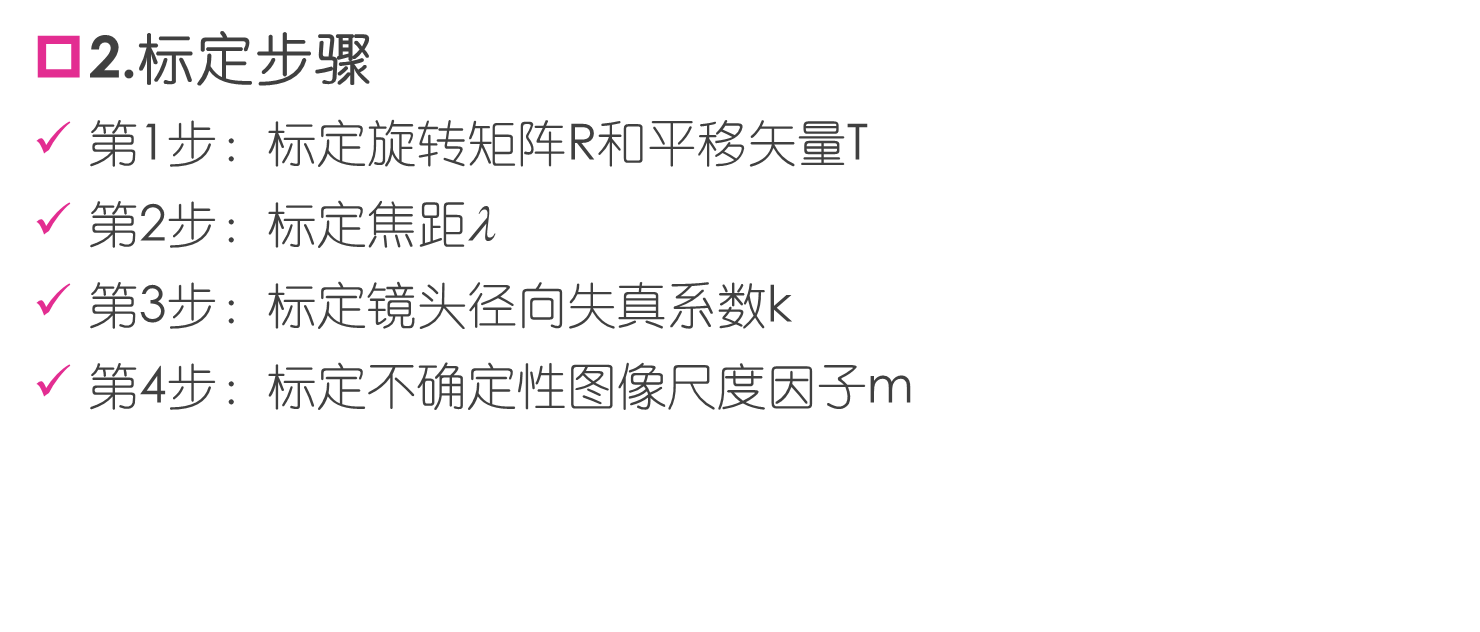 2.标定步骤
第1步：标定旋转矩阵R和平移矢量T
第2步：标定焦距λ
第3步：标定镜头径向失真系数k
第4步：标定不确定性图像尺度因子m